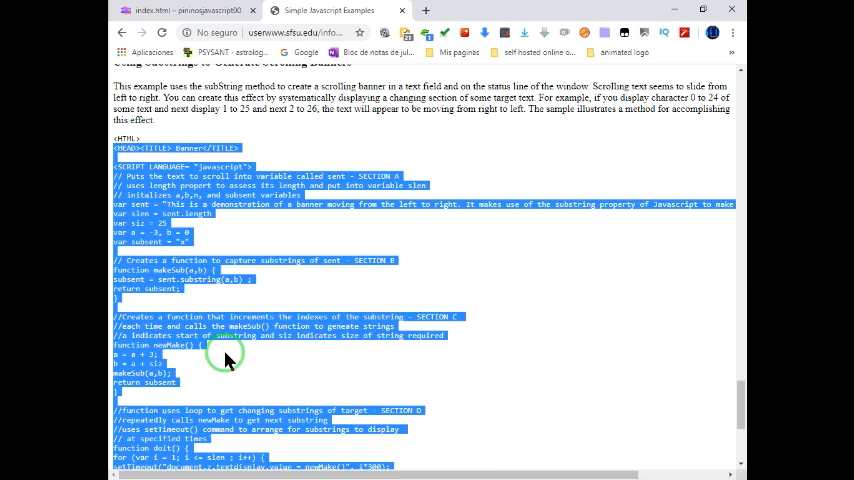 index.html – pininosjavascript00
Simple Javascript Examples
No seguro
userwww.sfsu.edu/info...
Aplicaciones
PSYSANT - astrolog...
Google
Bloc de notas de jul...
Mis paginas
self hosted online o...
animated logo
Using Substrings to Generate Scrolling Banners
This example uses the subString method to create a scrolling banner in a text field and on the status line of the window. Scrolling text seems to slide from
left to right. You can create this effect by systematically displaying a changing section of some target text. For example, if you display character 0 to 24 of
some text and next display 1 to 25 and next 2 to 26, the text will appear to be moving from right to left. The sample illustrates a method for accomplishing
this effect.
<HTML>
<HEAD><TITLE> Banner</TITLE>
<SCRIPT LANGUAGE= "javascript">
// Puts the text to scroll into variable called sent - SECTION A
// uses length propert to assess its length and put into variable slen
// initalizes a,b,n, and subsent variables
var sent = "This is a demonstration of a banner moving from the left to right. It makes use of the substring property of Javascript to make
var slen = sent.length
var siz = 25
var a = -3, b = 0
var subsent = "x"
// Creates a function to capture substrings of sent - SECTION B
function makeSub(a,b) {
subsent = sent.substring(a,b) ;
return subsent;
}
//Creates a function that increments the indexes of the substring - SECTION C
//each time and calls the makeSub() function to geneate strings
//a indicates start of substring and siz indicates size of string required
function newMake() {
a = a + 3;
b = a + siz
makeSub(a,b);
return subsent
}
//function uses loop to get changing substrings of target - SECTION D
//repeatedly calls newMake to get next substring
//uses setTimeout() command to arrange for substrings to display
// at specified times
function doIt() {
for (var i = 1; i <= slen ; i++) {
setTimeout("document.z.textdisplay.value = newMake()", i*300);